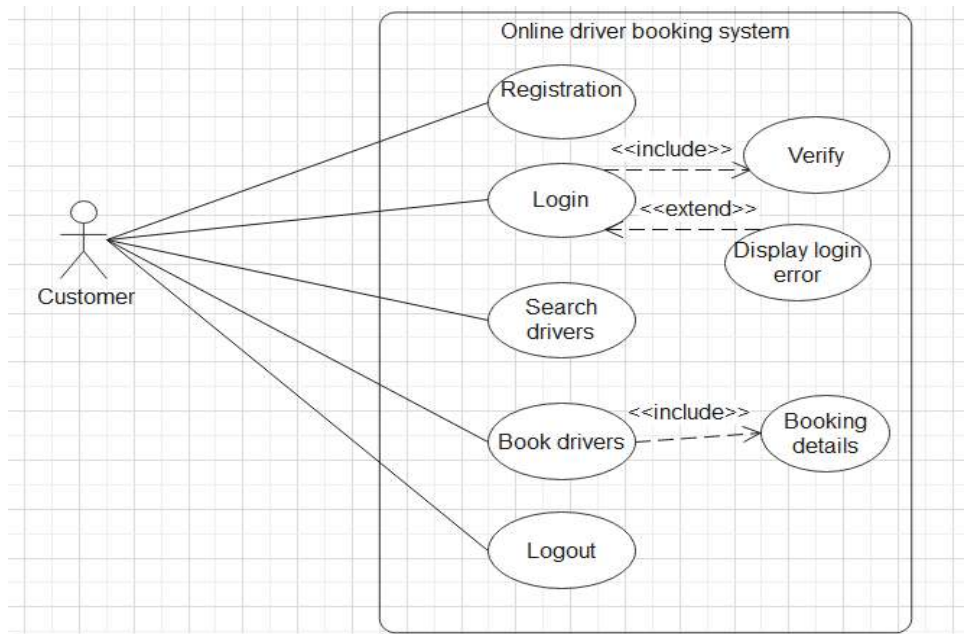 Online driver booking system
Registration
<<include>>
Verify
Login
<<extend>>
Display login
error
Customer
Search
drivers
<<include>>
Booking
details
Book drivers
Logout